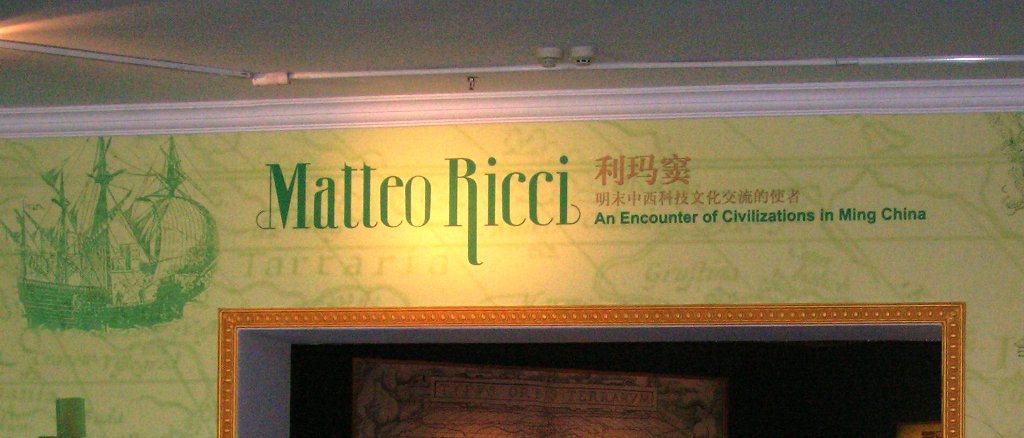 Matteo Ricci
利玛窦
明末中西科技文化交流的使者
An Encounter of Civilizations in Ming China
Tartaria